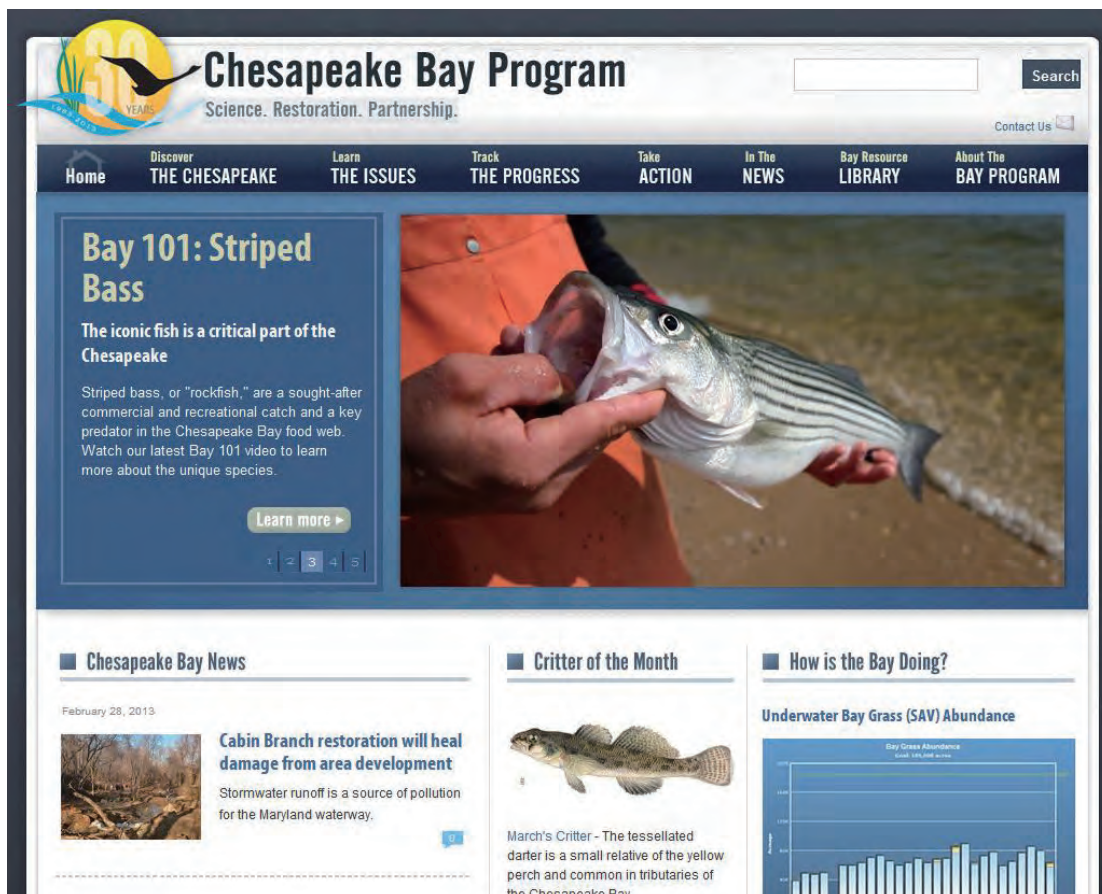 30
YEARS
1983-2013
Chesapeake Bay Program
Science. Restoration. Partnership.
Search
Contact Us
Home
Discover
THE CHESAPEAKE
Learn
THE ISSUES
Track
THE PROGRESS
Take
ACTION
In The
NEWS
Bay Resource
LIBRARY
About The
BAY PROGRAM
Bay 101: Striped
Bass
The iconic fish is a critical part of the
Chesapeake
Striped bass, or "rockfish," are a sought-after
commercial and recreational catch and a key
predator in the Chesapeake Bay food web.
Watch our latest Bay 101 video to learn
more about the unique species.
Learn more ►
1 2 3 4 5
Chesapeake Bay News
February 28, 2013
Cabin Branch restoration will heal
damage from area development
Stormwater runoff is a source of pollution
for the Maryland waterway.
Critter of the Month
March's Critter - The tessellated
darter is a small relative of the yellow
perch and common in tributaries of
the Chesapeake Bay.
How is the Bay Doing?
Underwater Bay Grass (SAV) Abundance
Bay Grass Abundance